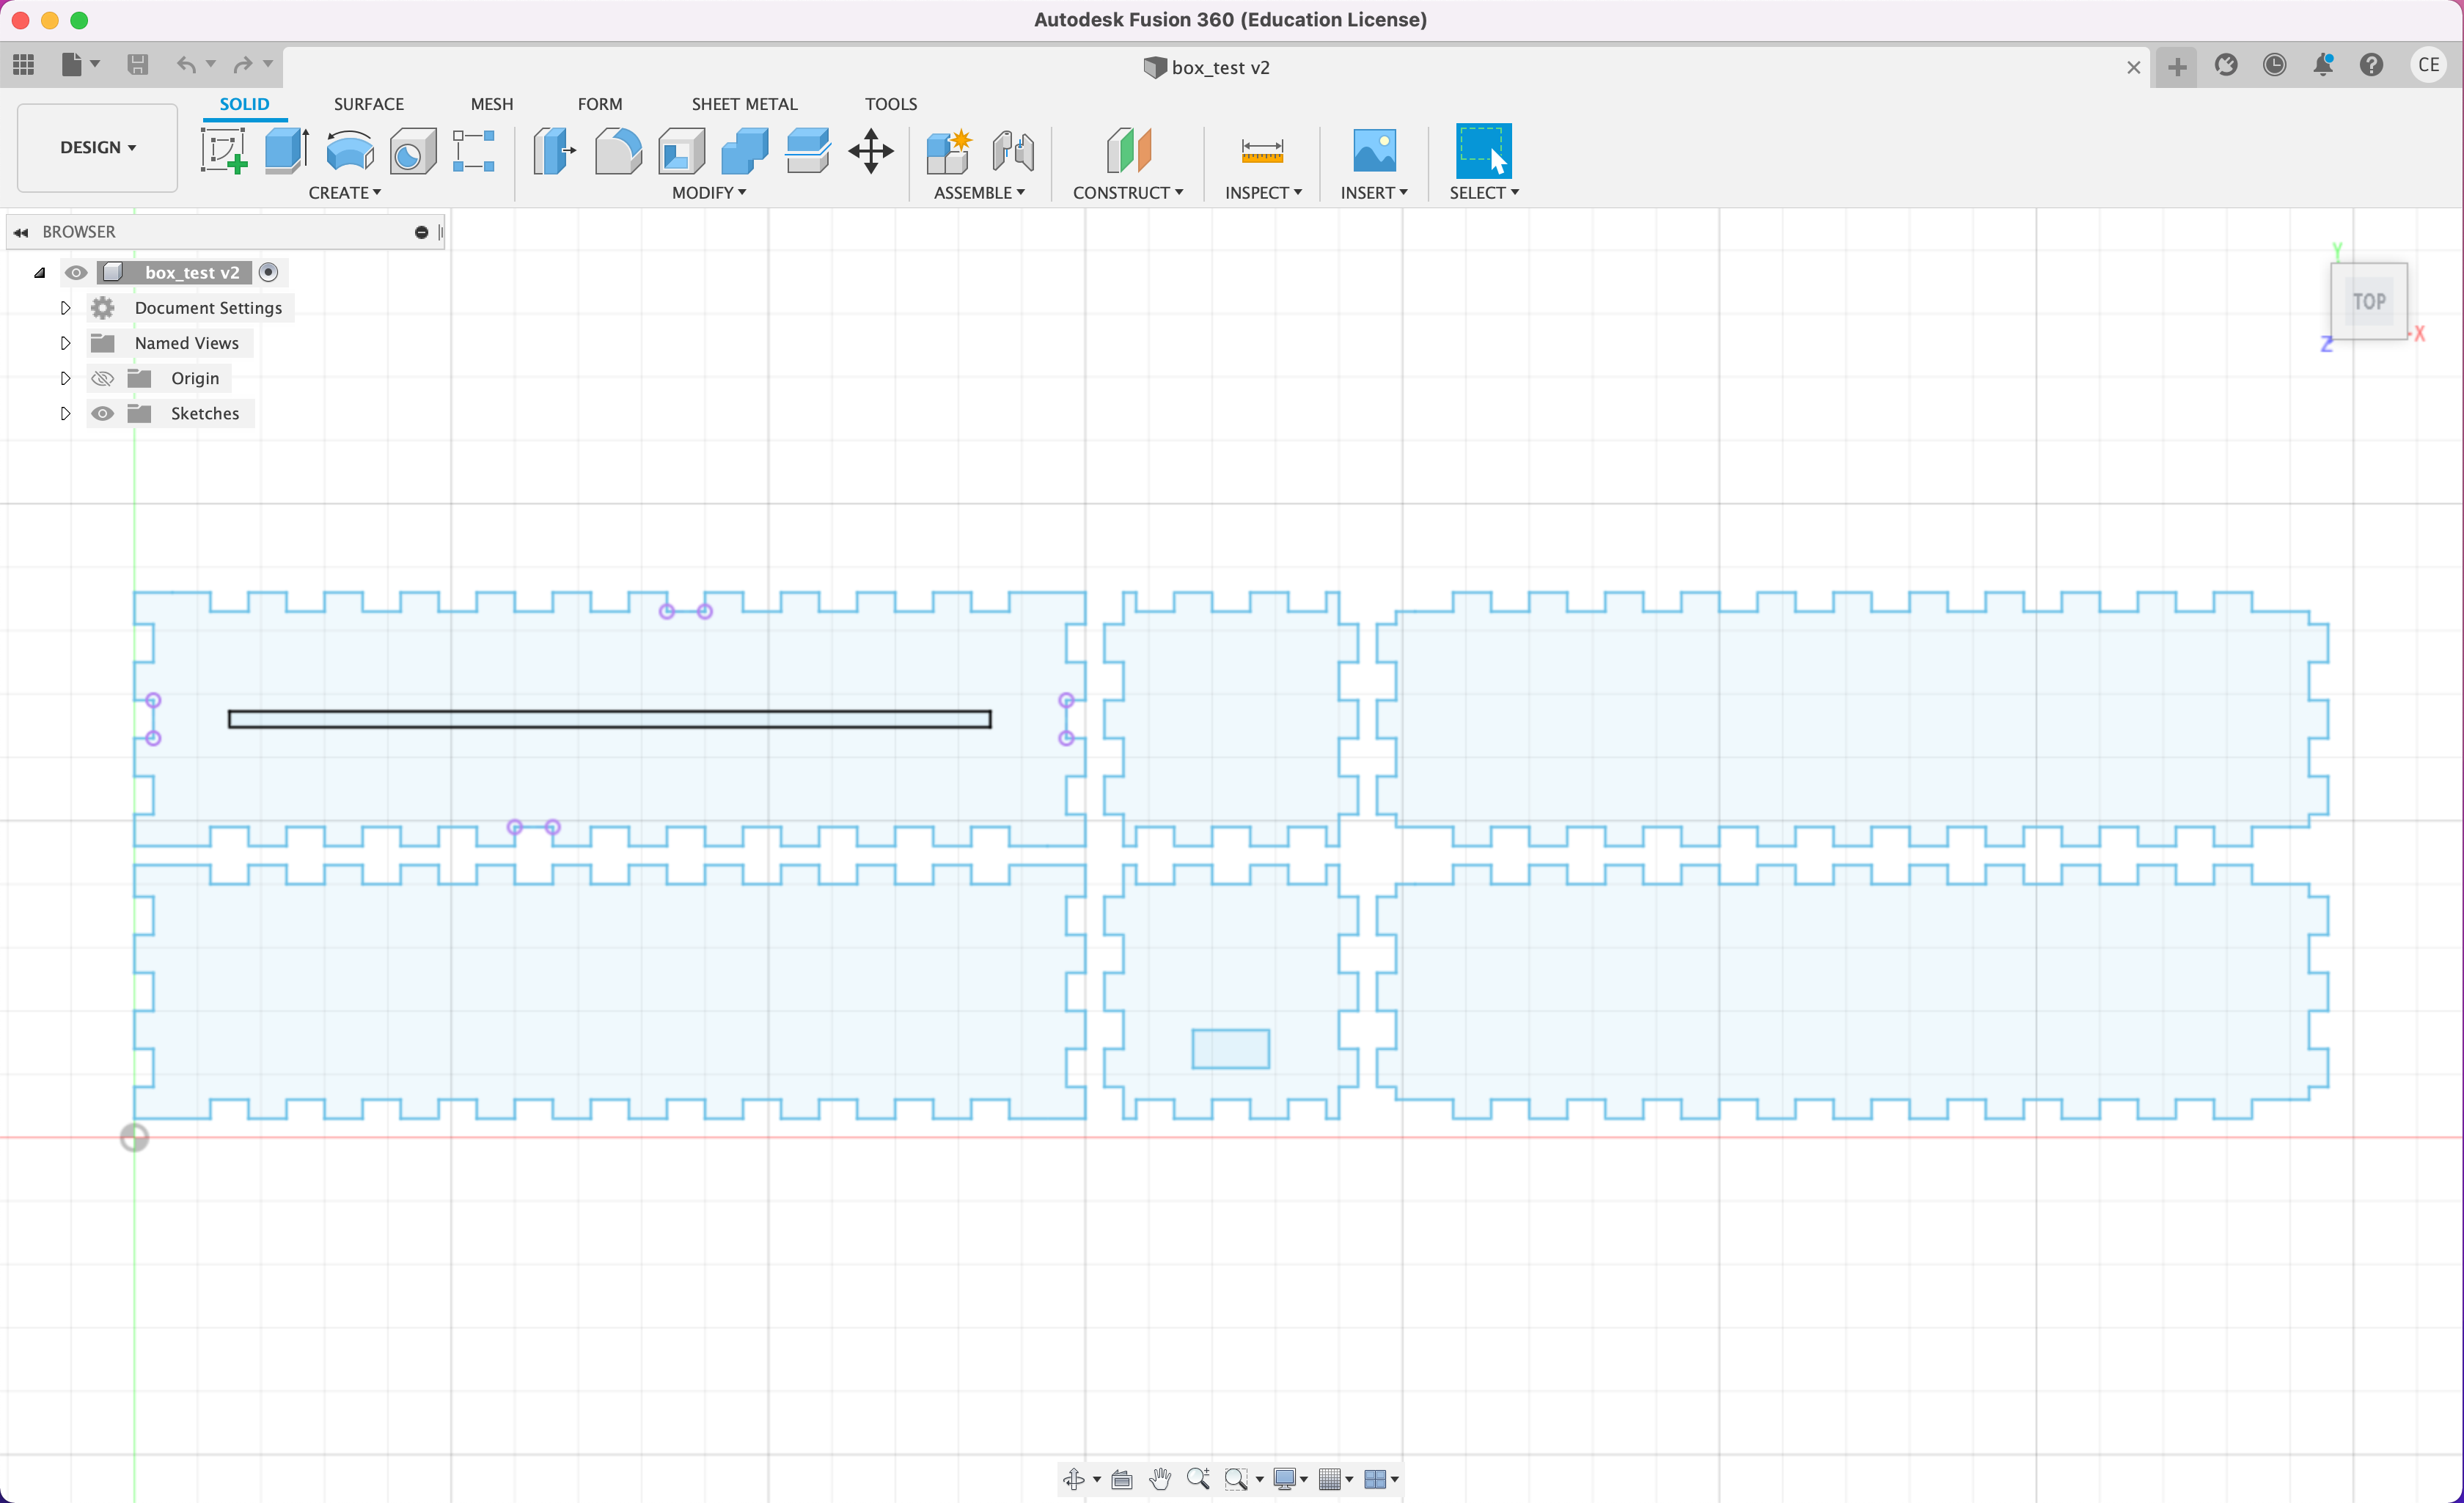 Autodesk Fusion 360 (Education License)
box_test v2
CE
DESIGN
SOLID SURFACE MESH FORM SHEET METAL TOOLS
CREATE MODIFY ASSEMBLE CONSTRUCT INSPECT INSERT SELECT
BROWSER
box_test v2
Document Settings
Named Views
Origin
Sketches
Y
TOP
X
Z